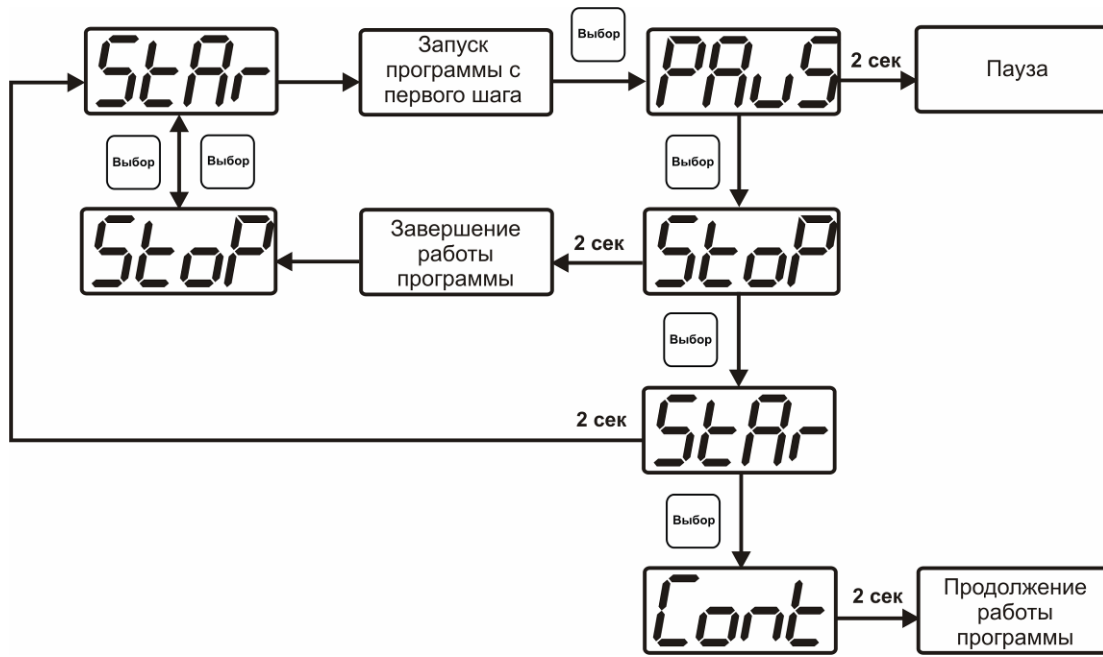 StAr
Запуск
программы с
первого шага
Выбор
PAuS
2 сек
Пауза
Выбор
Выбор
Выбор
StoP
Завершение
работы
программы
2 сек
StoP
Выбор
2 сек
StAr
Выбор
Cont
2 сек
Продолжение
работы
программы